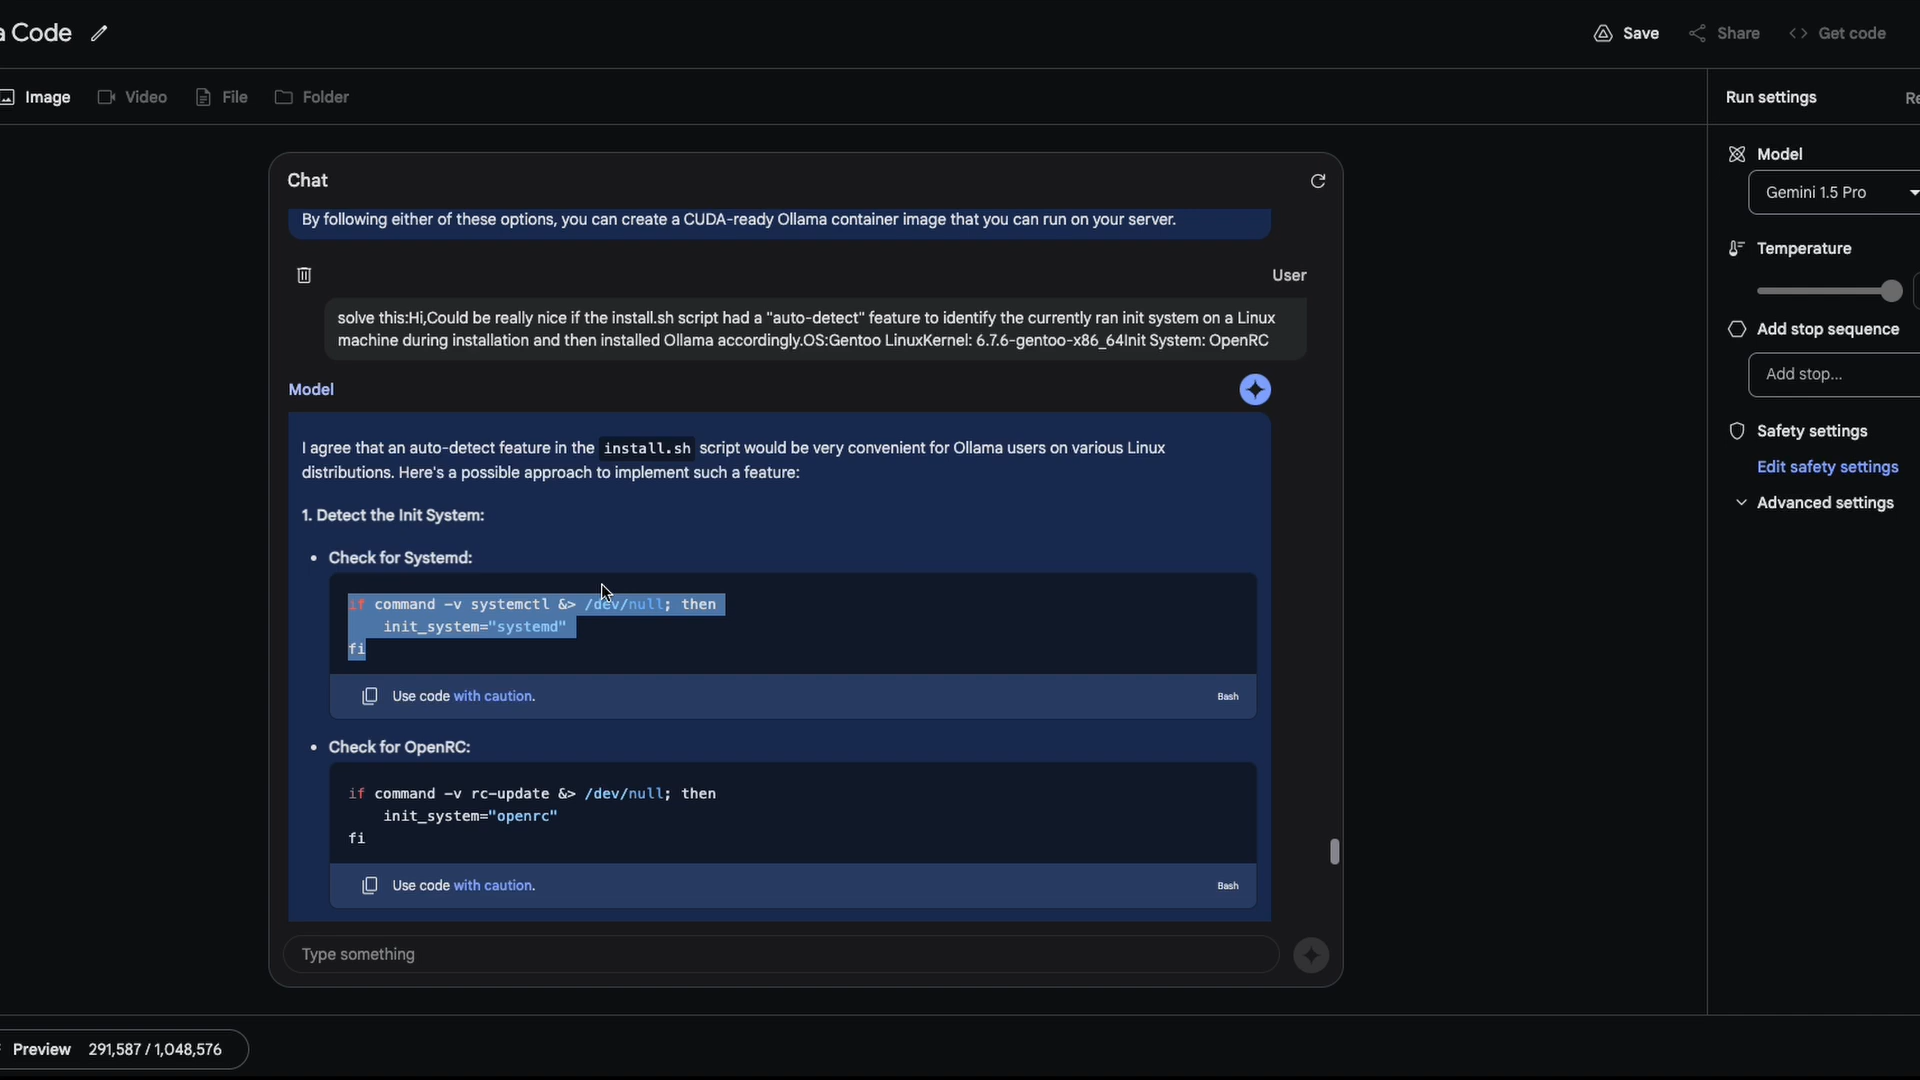 a Code
Save
Share
Get code
Image
Video
File
Folder
Run settings
Re
Chat
By following either of these options, you can create a CUDA-ready Ollama container image that you can run on your server.
User
solve this:Hi,Could be really nice if the install.sh script had a "auto-detect" feature to identify the currently ran init system on a Linux
machine during installation and then installed Ollama accordingly.OS:Gentoo LinuxKernel: 6.7.6-gentoo-x86_64Init System: OpenRC
Model
I agree that an auto-detect feature in the install.sh script would be very convenient for Ollama users on various Linux
distributions. Here's a possible approach to implement such a feature:
1. Detect the Init System:
• Check for Systemd:
if command -v systemctl &> /dev/null; then
init_system="systemd"
fi
Use code with caution.
Bash
• Check for OpenRC:
if command -v rc-update &> /dev/null; then
init_system="openrc"
fi
Use code with caution.
Bash
Type something
Model
Gemini 1.5 Pro
Temperature
Add stop sequence
Add stop...
Safety settings
Edit safety settings
Advanced settings
Preview 291,587 / 1,048,576